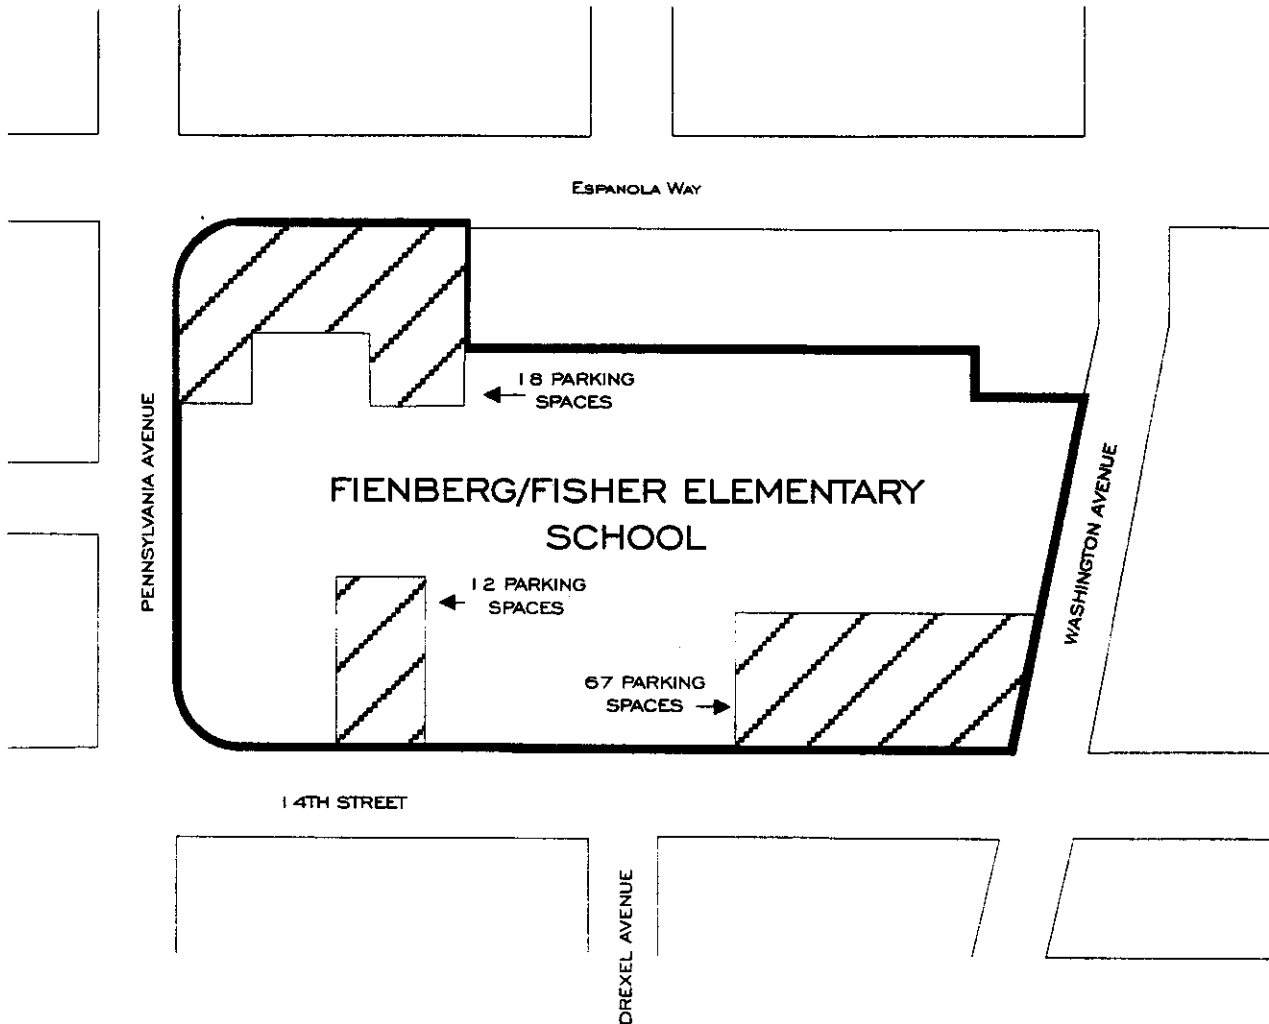 ESPANOLA WAY
18 PARKING
SPACES
PENNSYLVANIA AVENUE
FIENBERG/FISHER ELEMENTARY
SCHOOL
WASHINGTON AVENUE
12 PARKING
SPACES
67 PARKING
SPACES
14TH STREET
DREXEL AVENUE